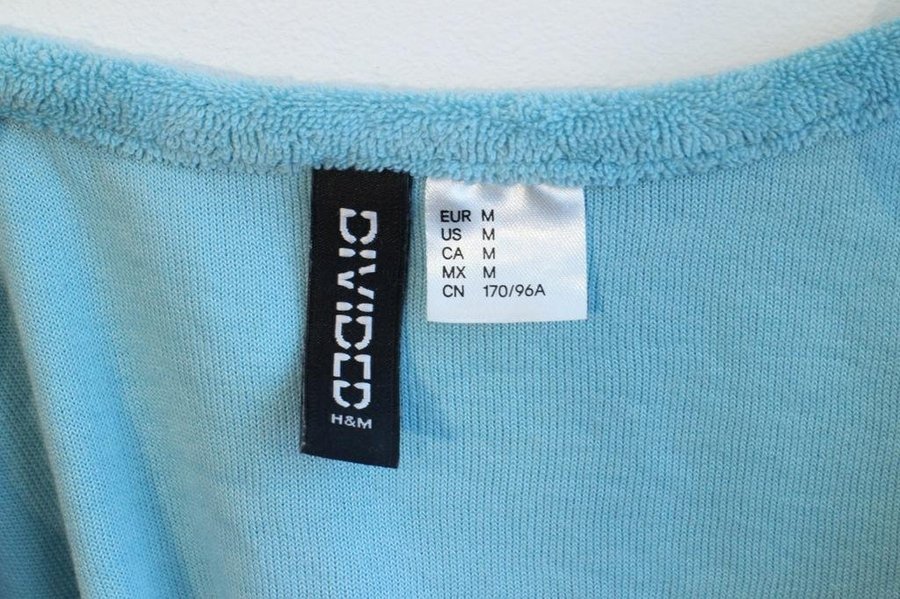 DIVIDED
H&M
EUR M
US M
CA M
MX M
CN 170/96A